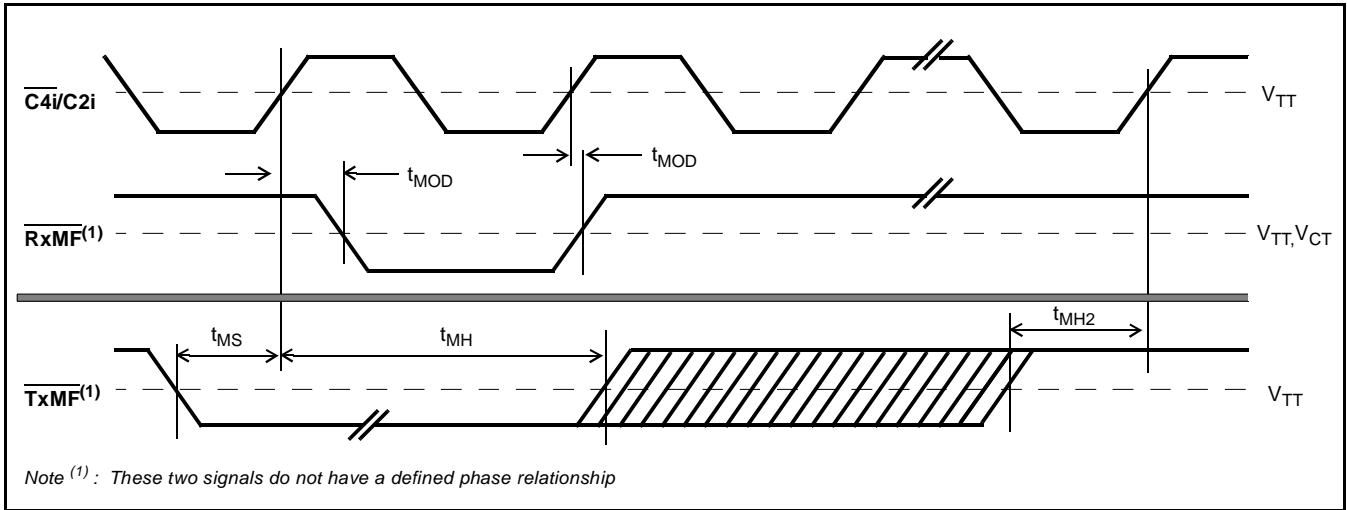 C4i/C2i
V_TT
t_MOD
t_MOD
RxMF(1)
V_TT,V_CT
t_MS
t_MH
t_MH2
TxMF(1)
V_TT
Note (1) : These two signals do not have a defined phase relationship